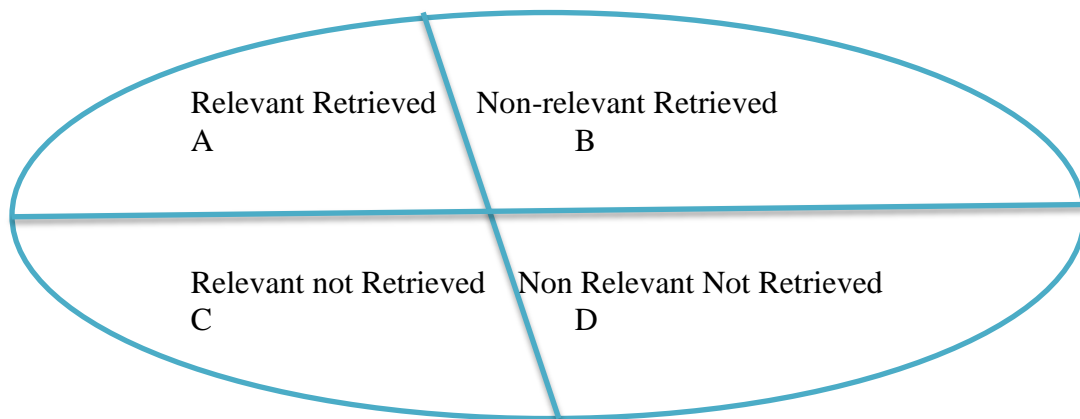 Relevant Retrieved
Non-relevant Retrieved
A
B
Relevant not Retrieved
Non Relevant Not Retrieved
C
D